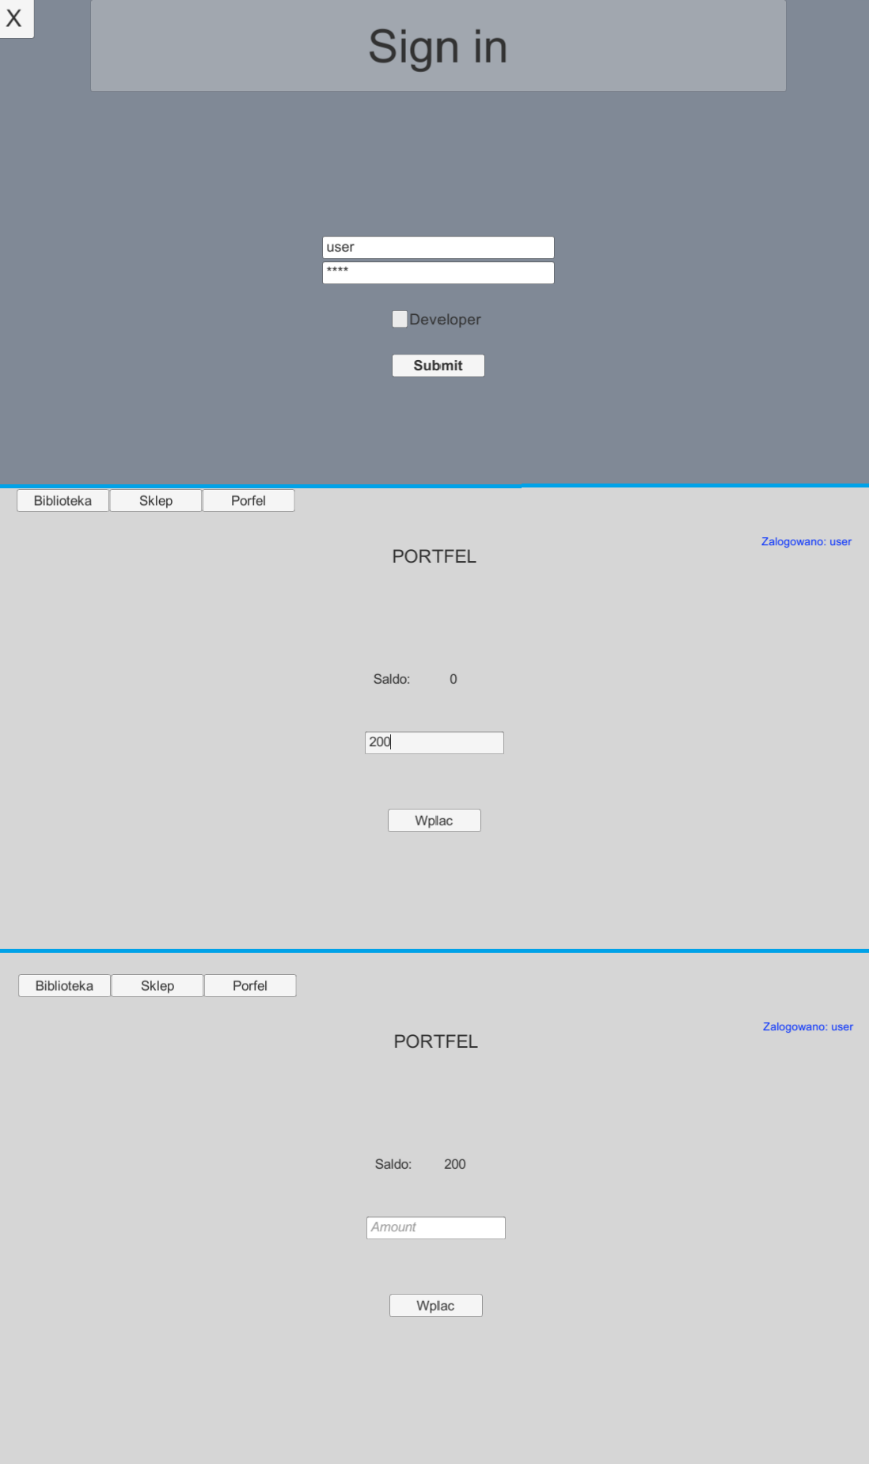 X
Sign in
user
****
Developer
Submit
Biblioteka Sklep Porfel
Zalogowano: user
PORTFEL
Saldo: 0
200
Wplac
Biblioteka Sklep Porfel
Zalogowano: user
PORTFEL
Saldo: 200
Amount
Wplac